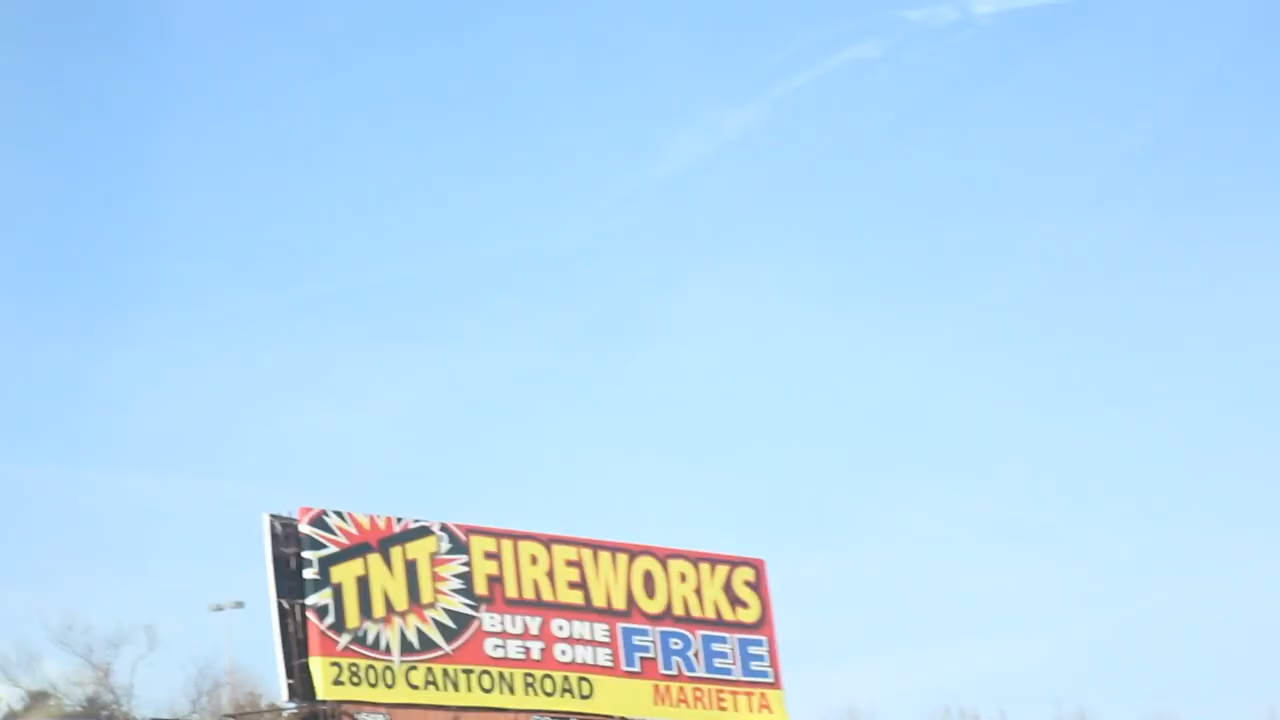 TNT FIREWORKS
BUY ONE
GET ONE FREE
2800 CANTON ROAD MARIETTA